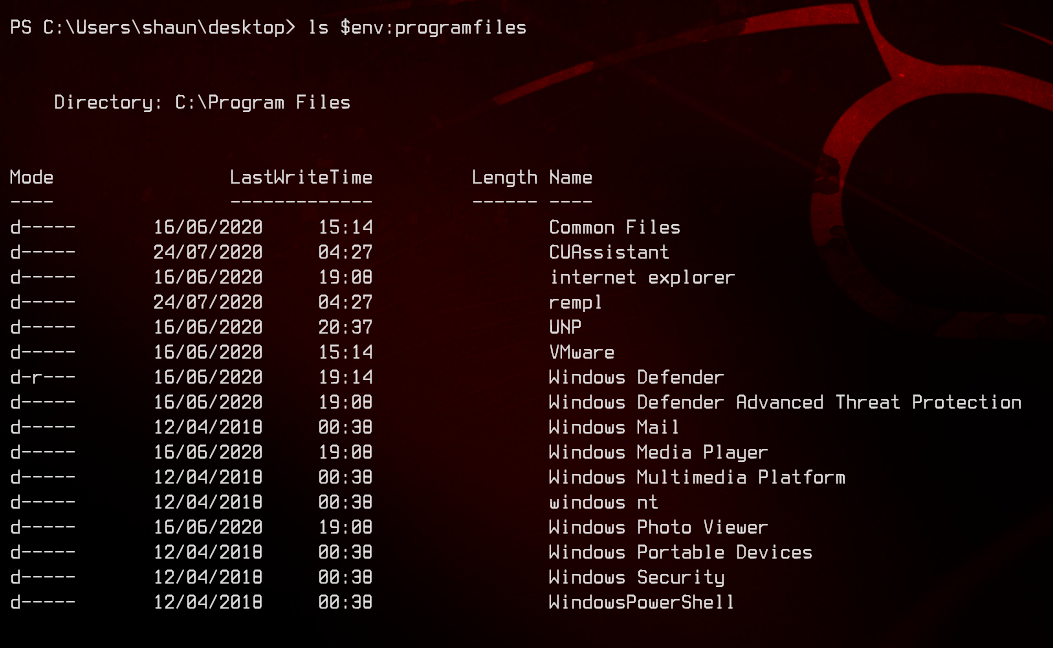 PS C:\Users\shaun\desktop> ls $env:programfiles
Directory: C:\Program Files
Mode LastWriteTime Length Name
---- ------------- ------ ----
d----- 16/06/2020 15:14 Common Files
d----- 24/07/2020 04:27 CUAssistant
d----- 16/06/2020 19:08 internet explorer
d----- 24/07/2020 04:27 rempl
d----- 16/06/2020 20:37 UNP
d----- 16/06/2020 15:14 VMware
d-r--- 16/06/2020 19:14 Windows Defender
d----- 16/06/2020 19:08 Windows Defender Advanced Threat Protection
d----- 12/04/2018 00:38 Windows Mail
d----- 16/06/2020 19:08 Windows Media Player
d----- 12/04/2018 00:38 Windows Multimedia Platform
d----- 12/04/2018 00:38 windows nt
d----- 16/06/2020 19:08 Windows Photo Viewer
d----- 12/04/2018 00:38 Windows Portable Devices
d----- 12/04/2018 00:38 Windows Security
d----- 12/04/2018 00:38 WindowsPowerShell